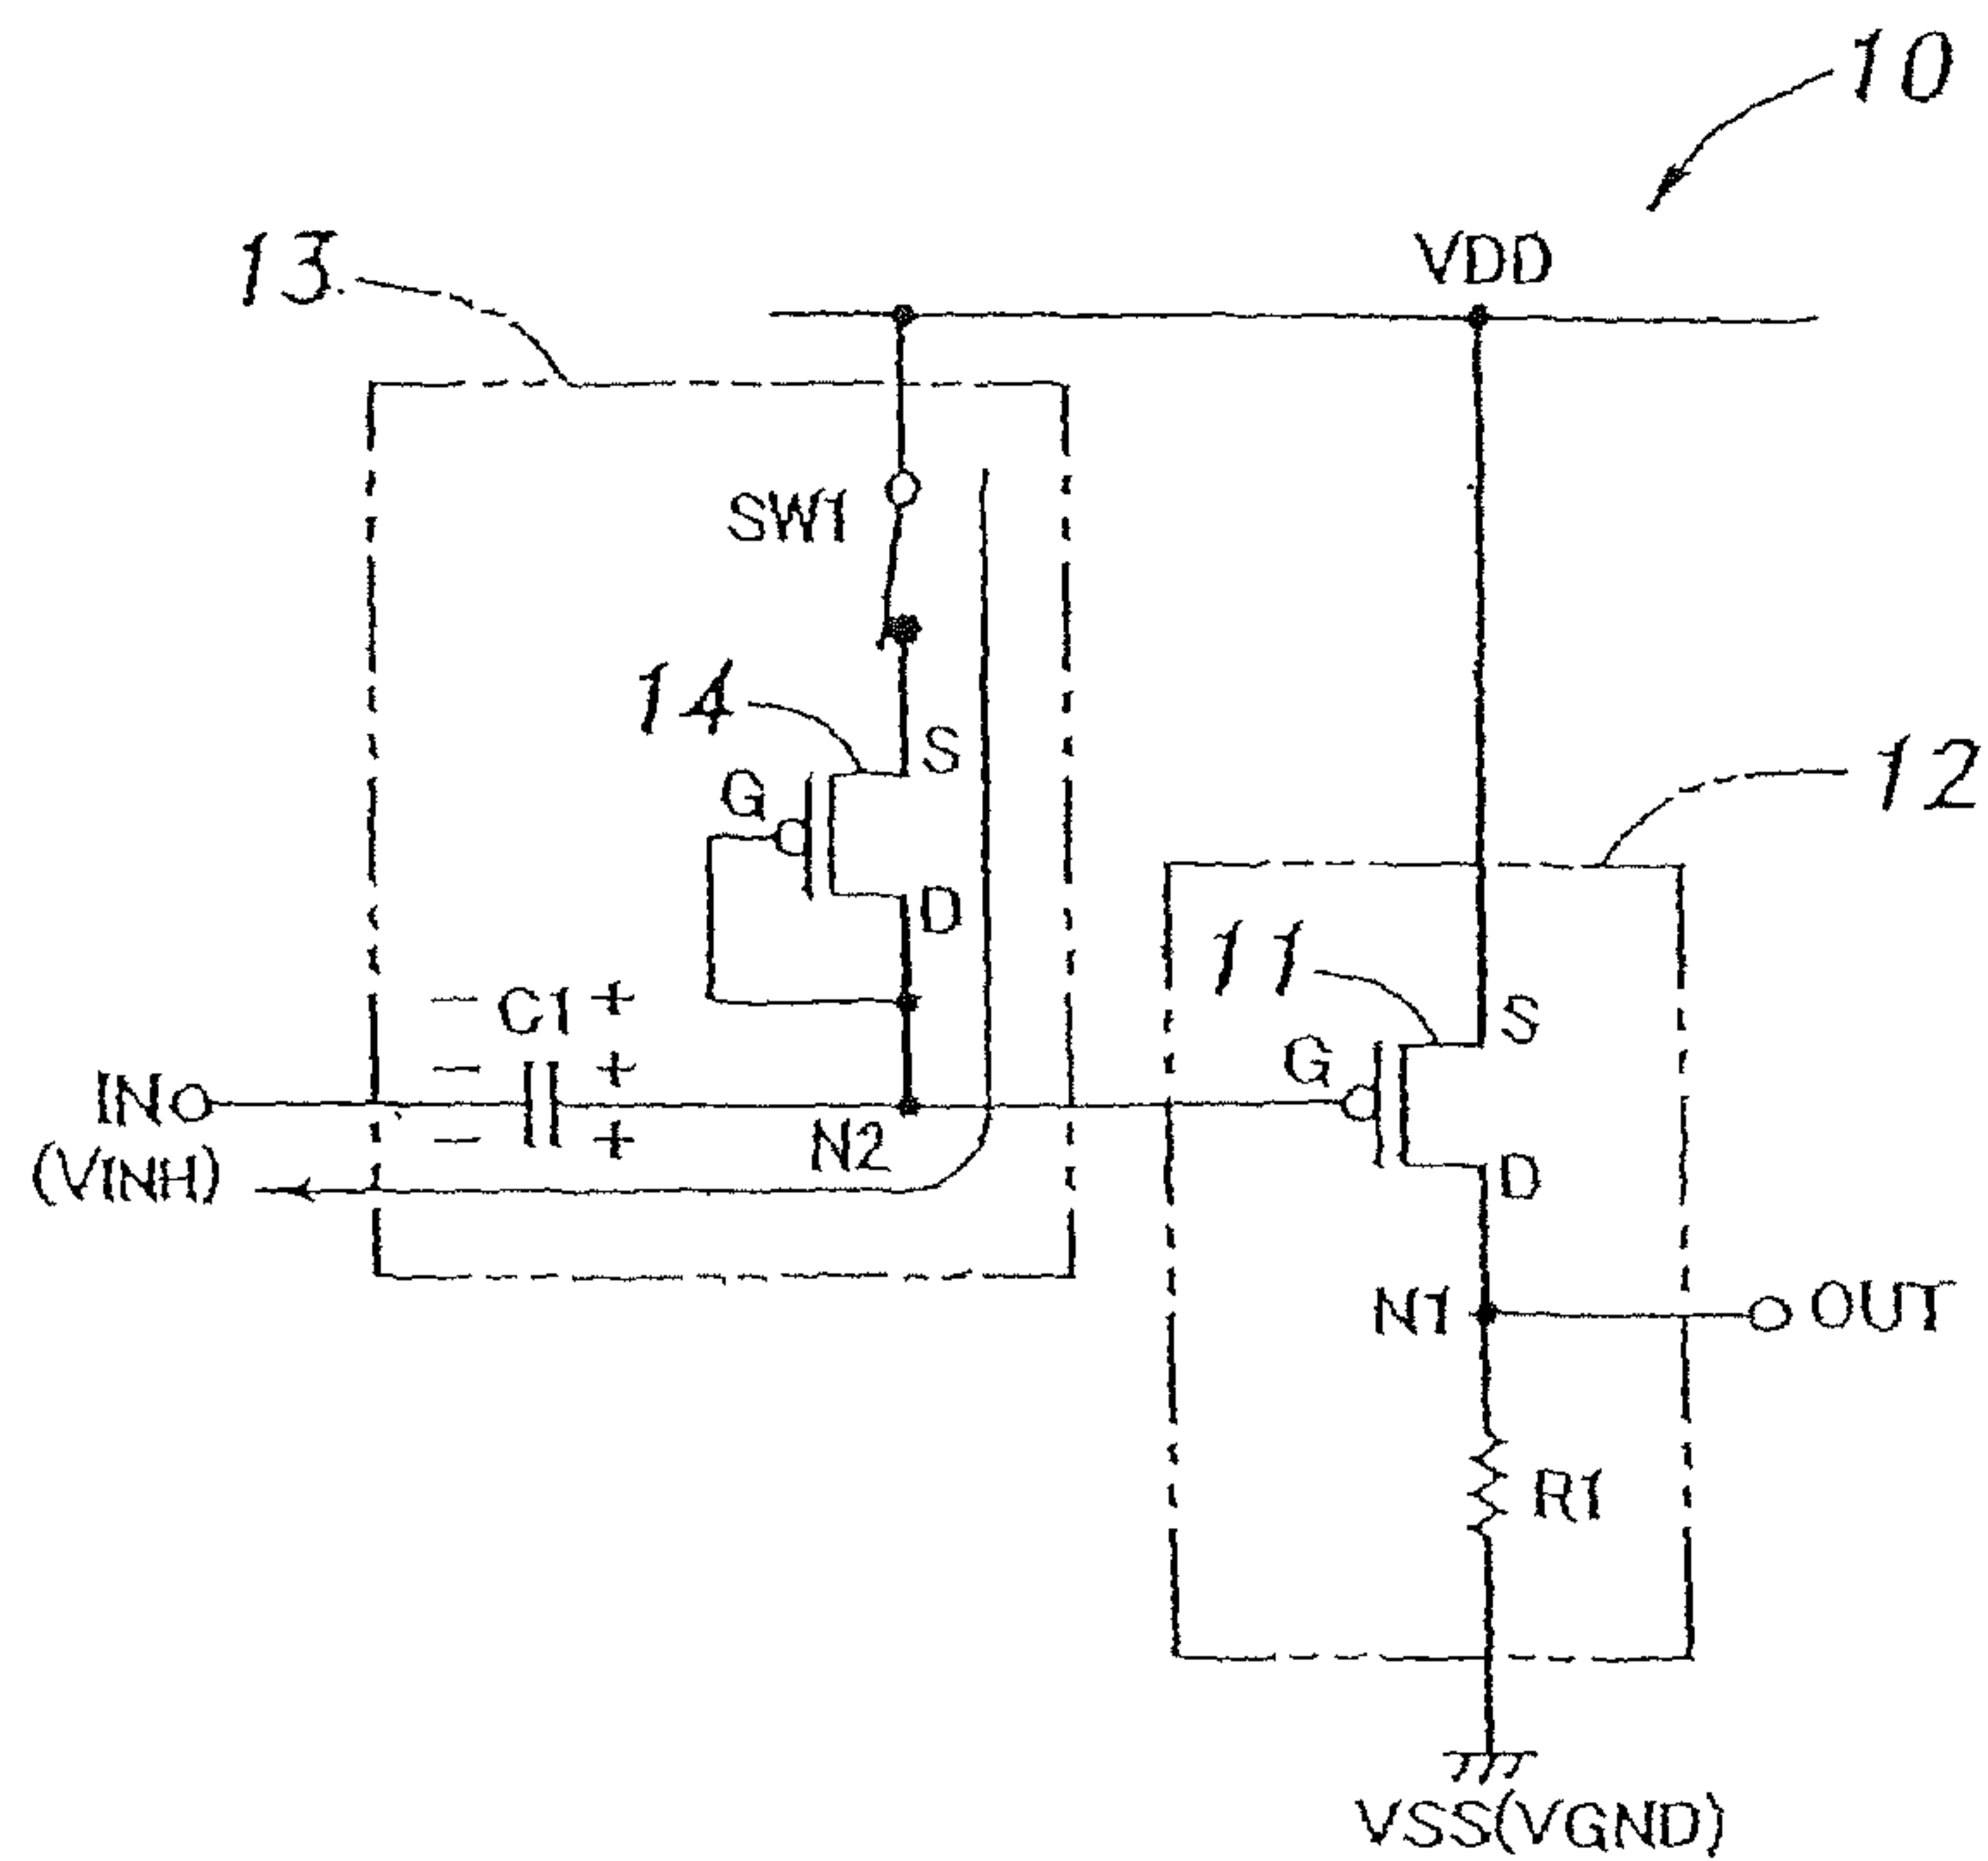 10
VDD
13
SW1
14
S
G
D
12
11
S
G
D
- C1 +
- +
- +
IN
N2
(VINH)
N1
OUT
R1
VSS(VGND)